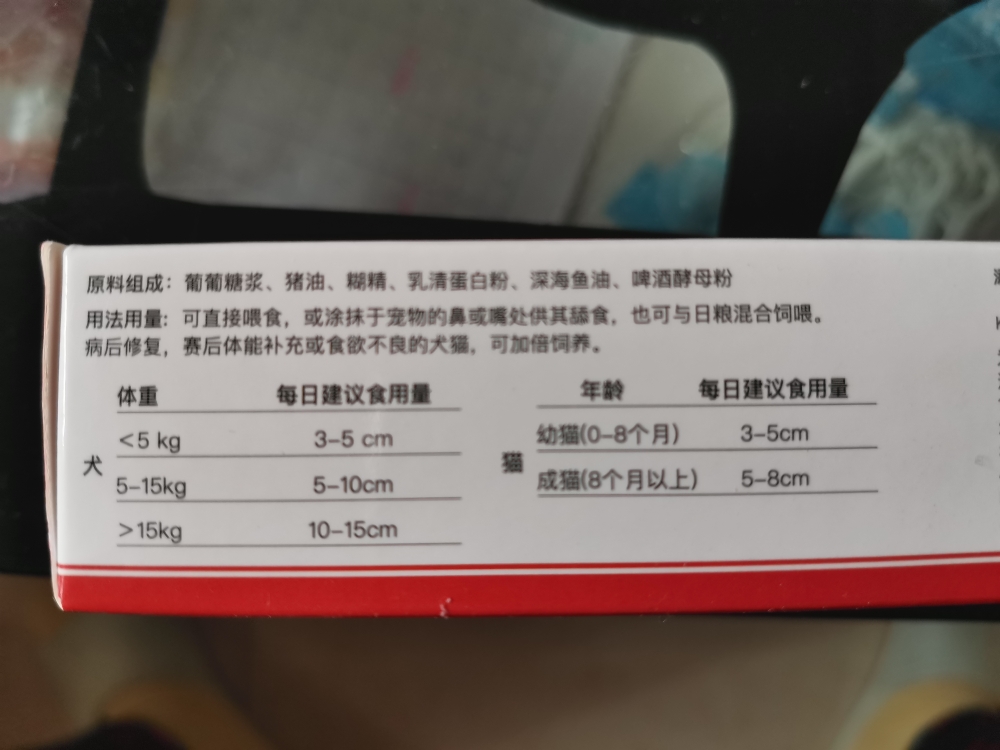 原料组成：葡葡糖浆、猪油、糊精、乳清蛋白粉、深海鱼油、啤酒酵母粉
用法用量：可直接喂食，或涂抹于宠物的鼻或嘴处供其舔食，也可与日粮混合饲喂。
病后修复，赛后体能补充或食欲不良的犬猫，可加倍饲养。
犬
体重 每日建议食用量
<5 kg 3–5 cm
5–15kg 5–10cm
>15kg 10–15cm
猫
年龄 每日建议食用量
幼猫(0–8个月) 3–5cm
成猫(8个月以上) 5–8cm